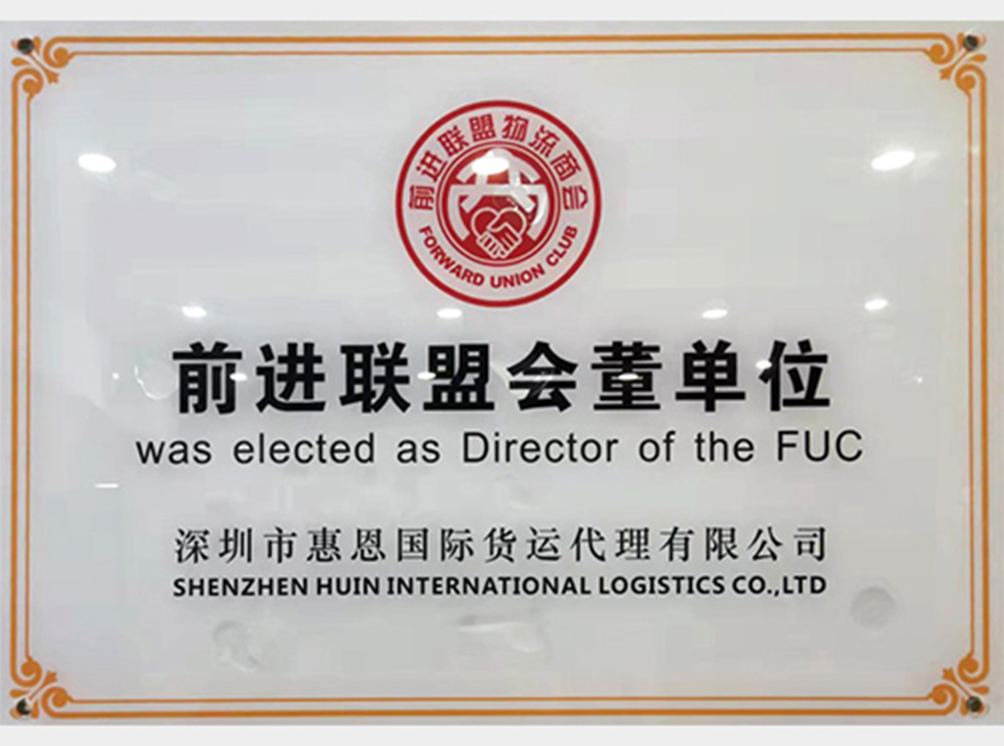 前进联盟物流商会
FORWARD UNION CLUB
前进联盟会董单位
was elected as Director of the FUC
深圳市惠恩国际货运代理有限公司
SHENZHEN HUIN INTERNATIONAL LOGISTICS CO.,LTD